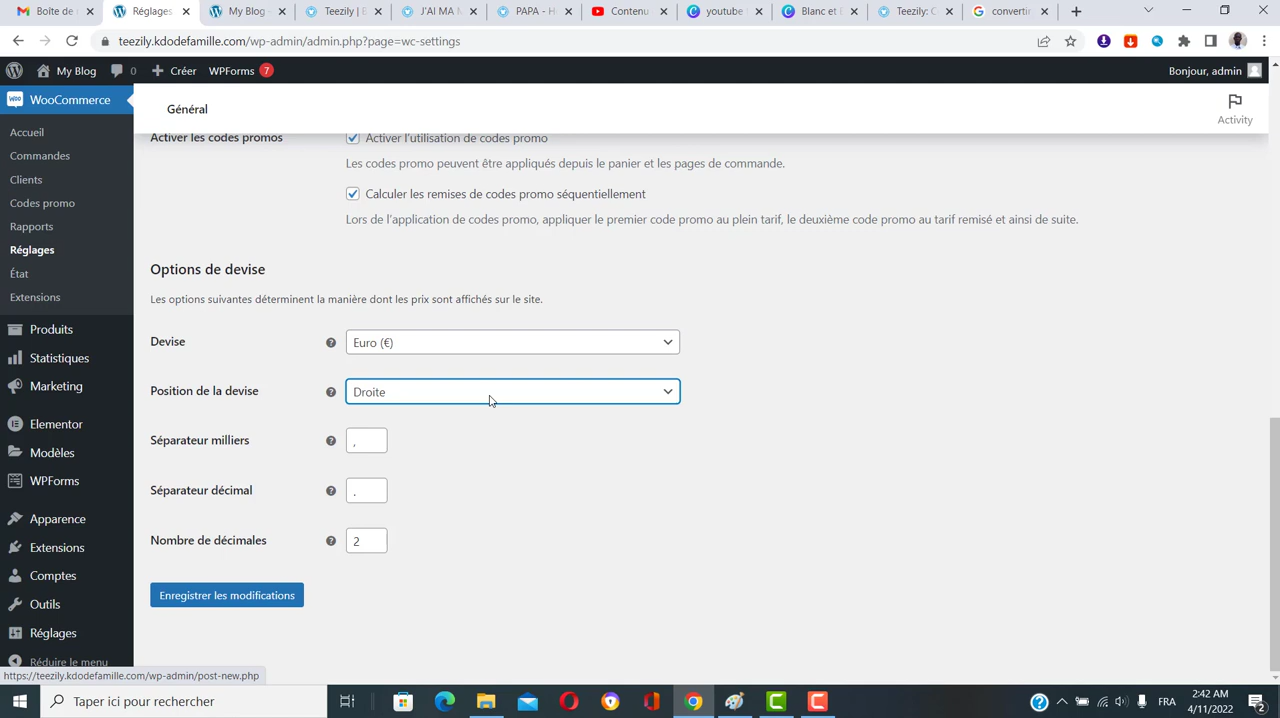 Boîte de r
Réglages
My Blog -
Teezily | B
J'AI MA M
PAPA - H
Contenu
youtube t
Blanc et B
Teezily: C
converti
teezily.kdodefamille.com/wp-admin/admin.php?page=wc-settings
My Blog
0
Créer
WPForms
7
Bonjour, admin
WooCommerce
Accueil
Commandes
Clients
Codes promo
Rapports
Réglages
État
Extensions
Produits
Statistiques
Marketing
Elementor
Modèles
WPForms
Apparence
Extensions
Comptes
Outils
Réglages
Réduire le menu
Général
Activity
Activer les codes promos
Activer l'utilisation de codes promo
Les codes promo peuvent être appliqués depuis le panier et les pages de commande.
Calculer les remises de codes promo séquentiellement
Lors de l'application de codes promo, appliquer le premier code promo au plein tarif, le deuxième code promo au tarif remisé et ainsi de suite.
Options de devise
Les options suivantes déterminent la manière dont les prix sont affichés sur le site.
Devise
Euro (€)
Position de la devise
Droite
Séparateur milliers
,
Séparateur décimal
.
Nombre de décimales
2
Enregistrer les modifications
https://teezily.kdodefamille.com/wp-admin/post-new.php
Taper ici pour rechercher
FRA
2:42 AM
4/11/2022
2